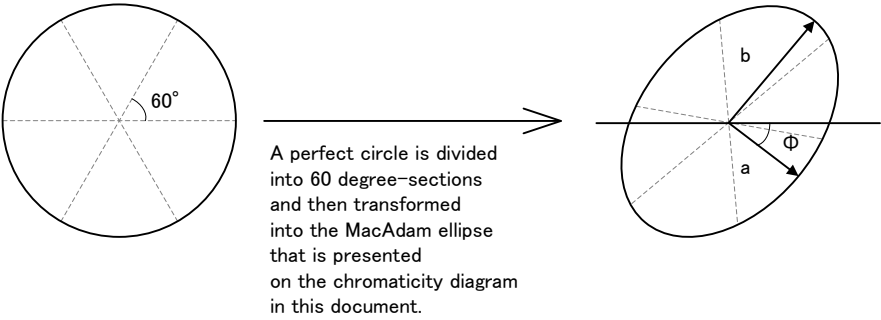 60°
A perfect circle is divided
into 60 degree-sections
and then transformed
into the MacAdam ellipse
that is presented
on the chromaticity diagram
in this document.
b
Φ
a